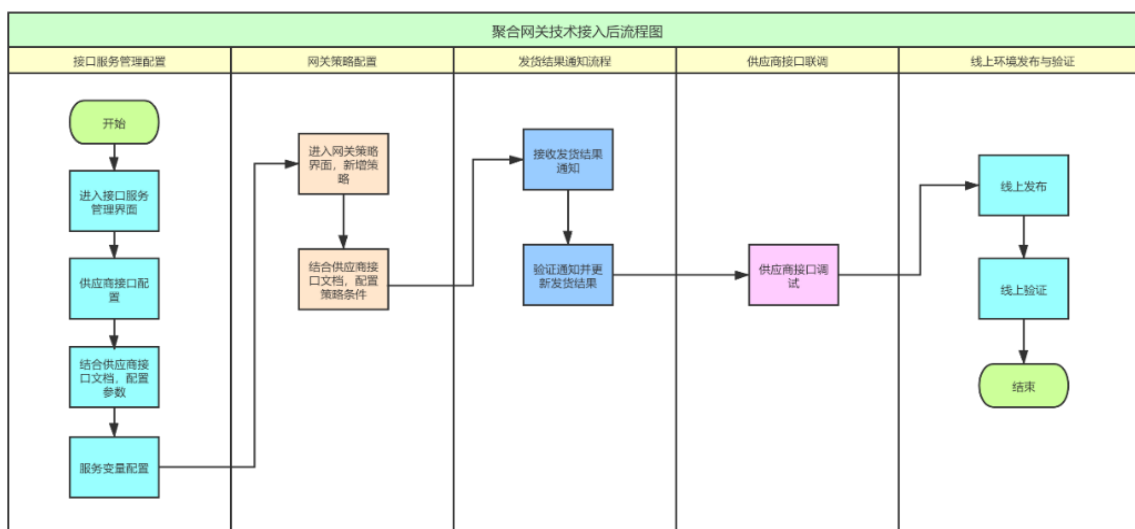 聚合网关技术接入后流程图
接口服务管理配置
网关策略配置
发货结果通知流程
供应商接口联调
线上环境发布与验证
开始
进入接口服务
管理界面
供应商接口配
置
结合供应商接
口文档，配置
参数
服务变量配置
进入网关策略
界面，新增策
略
结合供应商接
口文档，配置
策略条件
接收发货结果
通知
验证通知并更
新发货结果
供应商接口调
试
线上发布
线上验证
结束